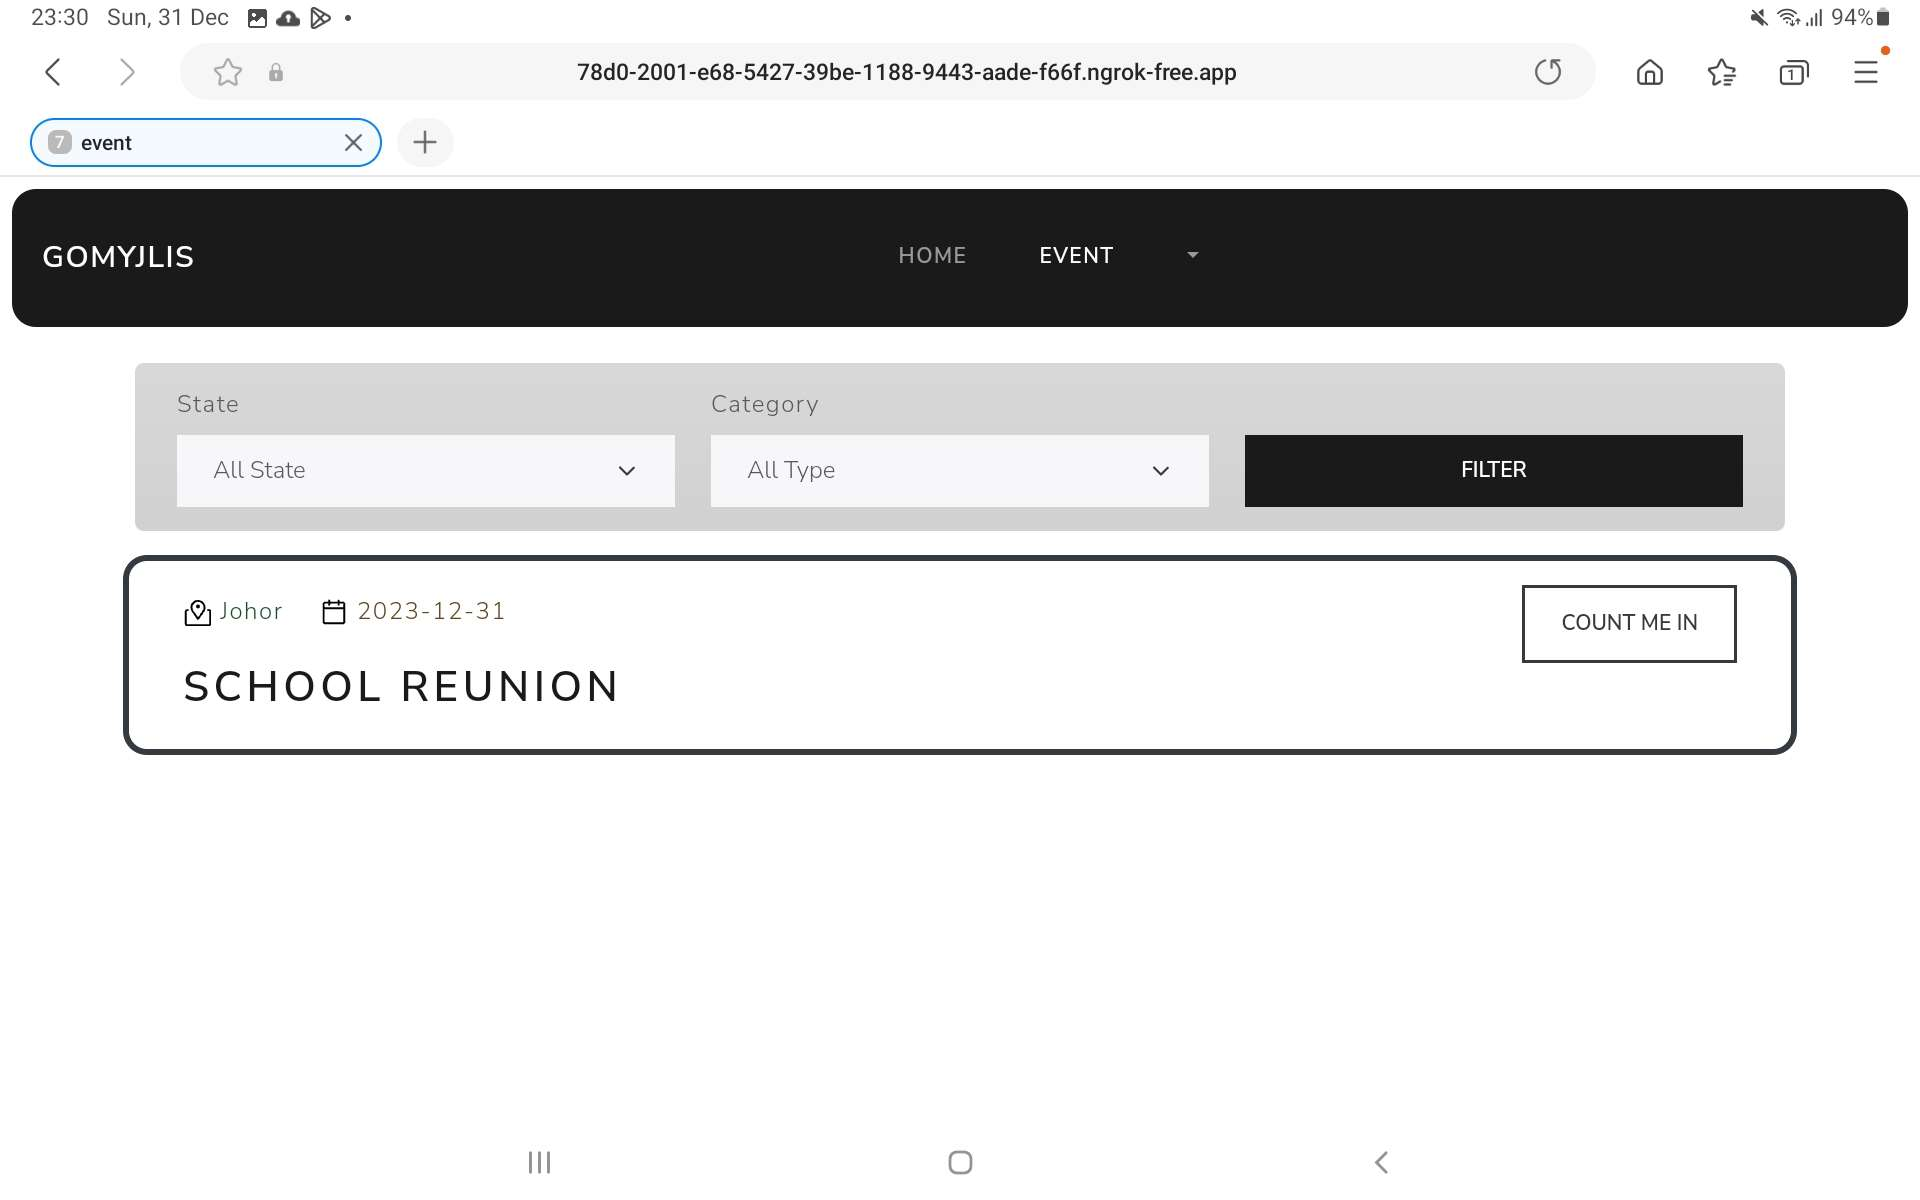 23:30 Sun, 31 Dec 94%
78d0-2001-e68-5427-39be-1188-9443-aade-f66f.ngrok-free.app 1
7 event
GOMYJLIS HOME EVENT
State Category
All State All Type FILTER
Johor 2023-12-31 COUNT ME IN
SCHOOL REUNION